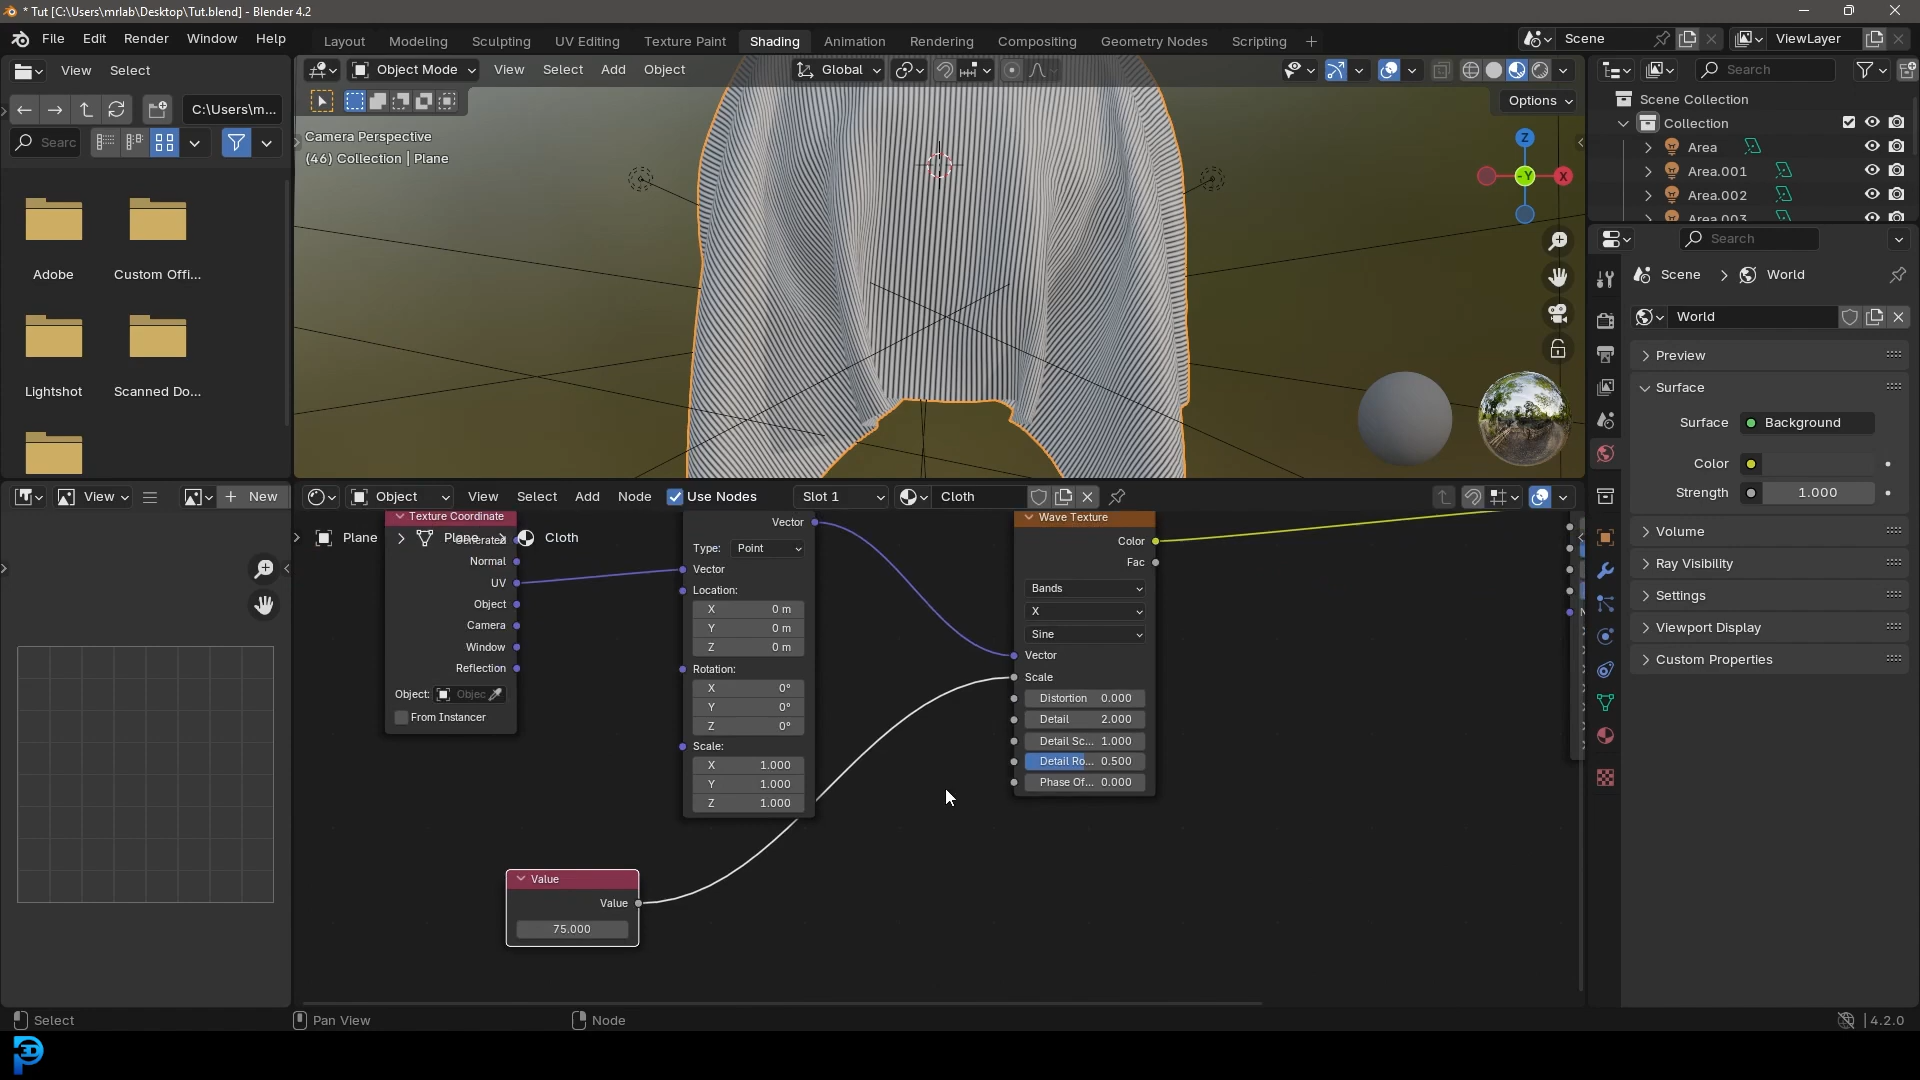 * Tut [C:\Users\mrlab\Desktop\Tut.blend] - Blender 4.2
File Edit Render Window Help
Layout Modeling Sculpting UV Editing Texture Paint Shading Animation Rendering Compositing Geometry Nodes Scripting
Scene
ViewLayer
View Select
C:\Users\m...
Searc
Adobe
Custom Offi...
Lightshot
Scanned Do...
Object Mode View Select Add Object
Global
Options
Camera Perspective
(46) Collection | Plane
Z
-Y
X
Search
Scene Collection
Collection
Area
Area.001
Area.002
Area.003
Search
Scene > World
World
Preview
Surface
Surface Background
Color
Strength 1.000
Volume
Ray Visibility
Settings
Viewport Display
Custom Properties
View
New
Object View Select Add Node Use Nodes Slot 1 Cloth
Plane > Plane > Cloth
Texture Coordinate
Generated
Normal
UV
Object
Camera
Window
Reflection
Object: Objec
From Instancer
Vector
Type: Point
Vector
Location:
X 0 m
Y 0 m
Z 0 m
Rotation:
X 0°
Y 0°
Z 0°
Scale:
X 1.000
Y 1.000
Z 1.000
Value
Value
75.000
Wave Texture
Color
Fac
Bands
X
Sine
Vector
Scale
Distortion 0.000
Detail 2.000
Detail Sc... 1.000
Detail Ro... 0.500
Phase Of... 0.000
Select
Pan View
Node
4.2.0